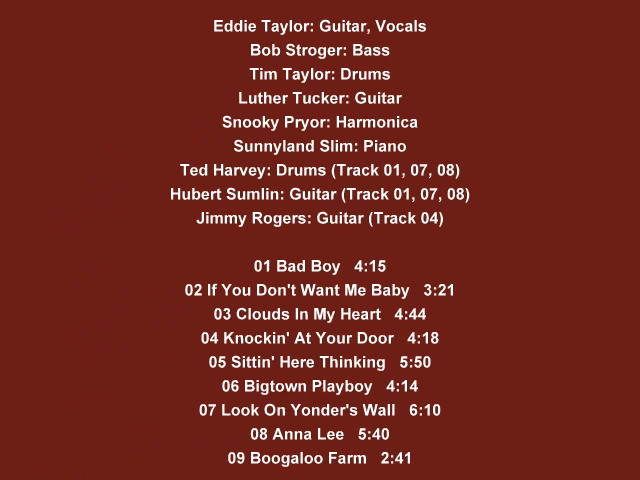 Eddie Taylor: Guitar, Vocals
Bob Stroger: Bass
Tim Taylor: Drums
Luther Tucker: Guitar
Snooky Pryor: Harmonica
Sunnyland Slim: Piano
Ted Harvey: Drums (Track 01, 07, 08)
Hubert Sumlin: Guitar (Track 01, 07, 08)
Jimmy Rogers: Guitar (Track 04)
01 Bad Boy 4:15
02 If You Don't Want Me Baby 3:21
03 Clouds In My Heart 4:44
04 Knockin' At Your Door 4:18
05 Sittin' Here Thinking 5:50
06 Bigtown Playboy 4:14
07 Look On Yonder's Wall 6:10
08 Anna Lee 5:40
09 Boogaloo Farm 2:41